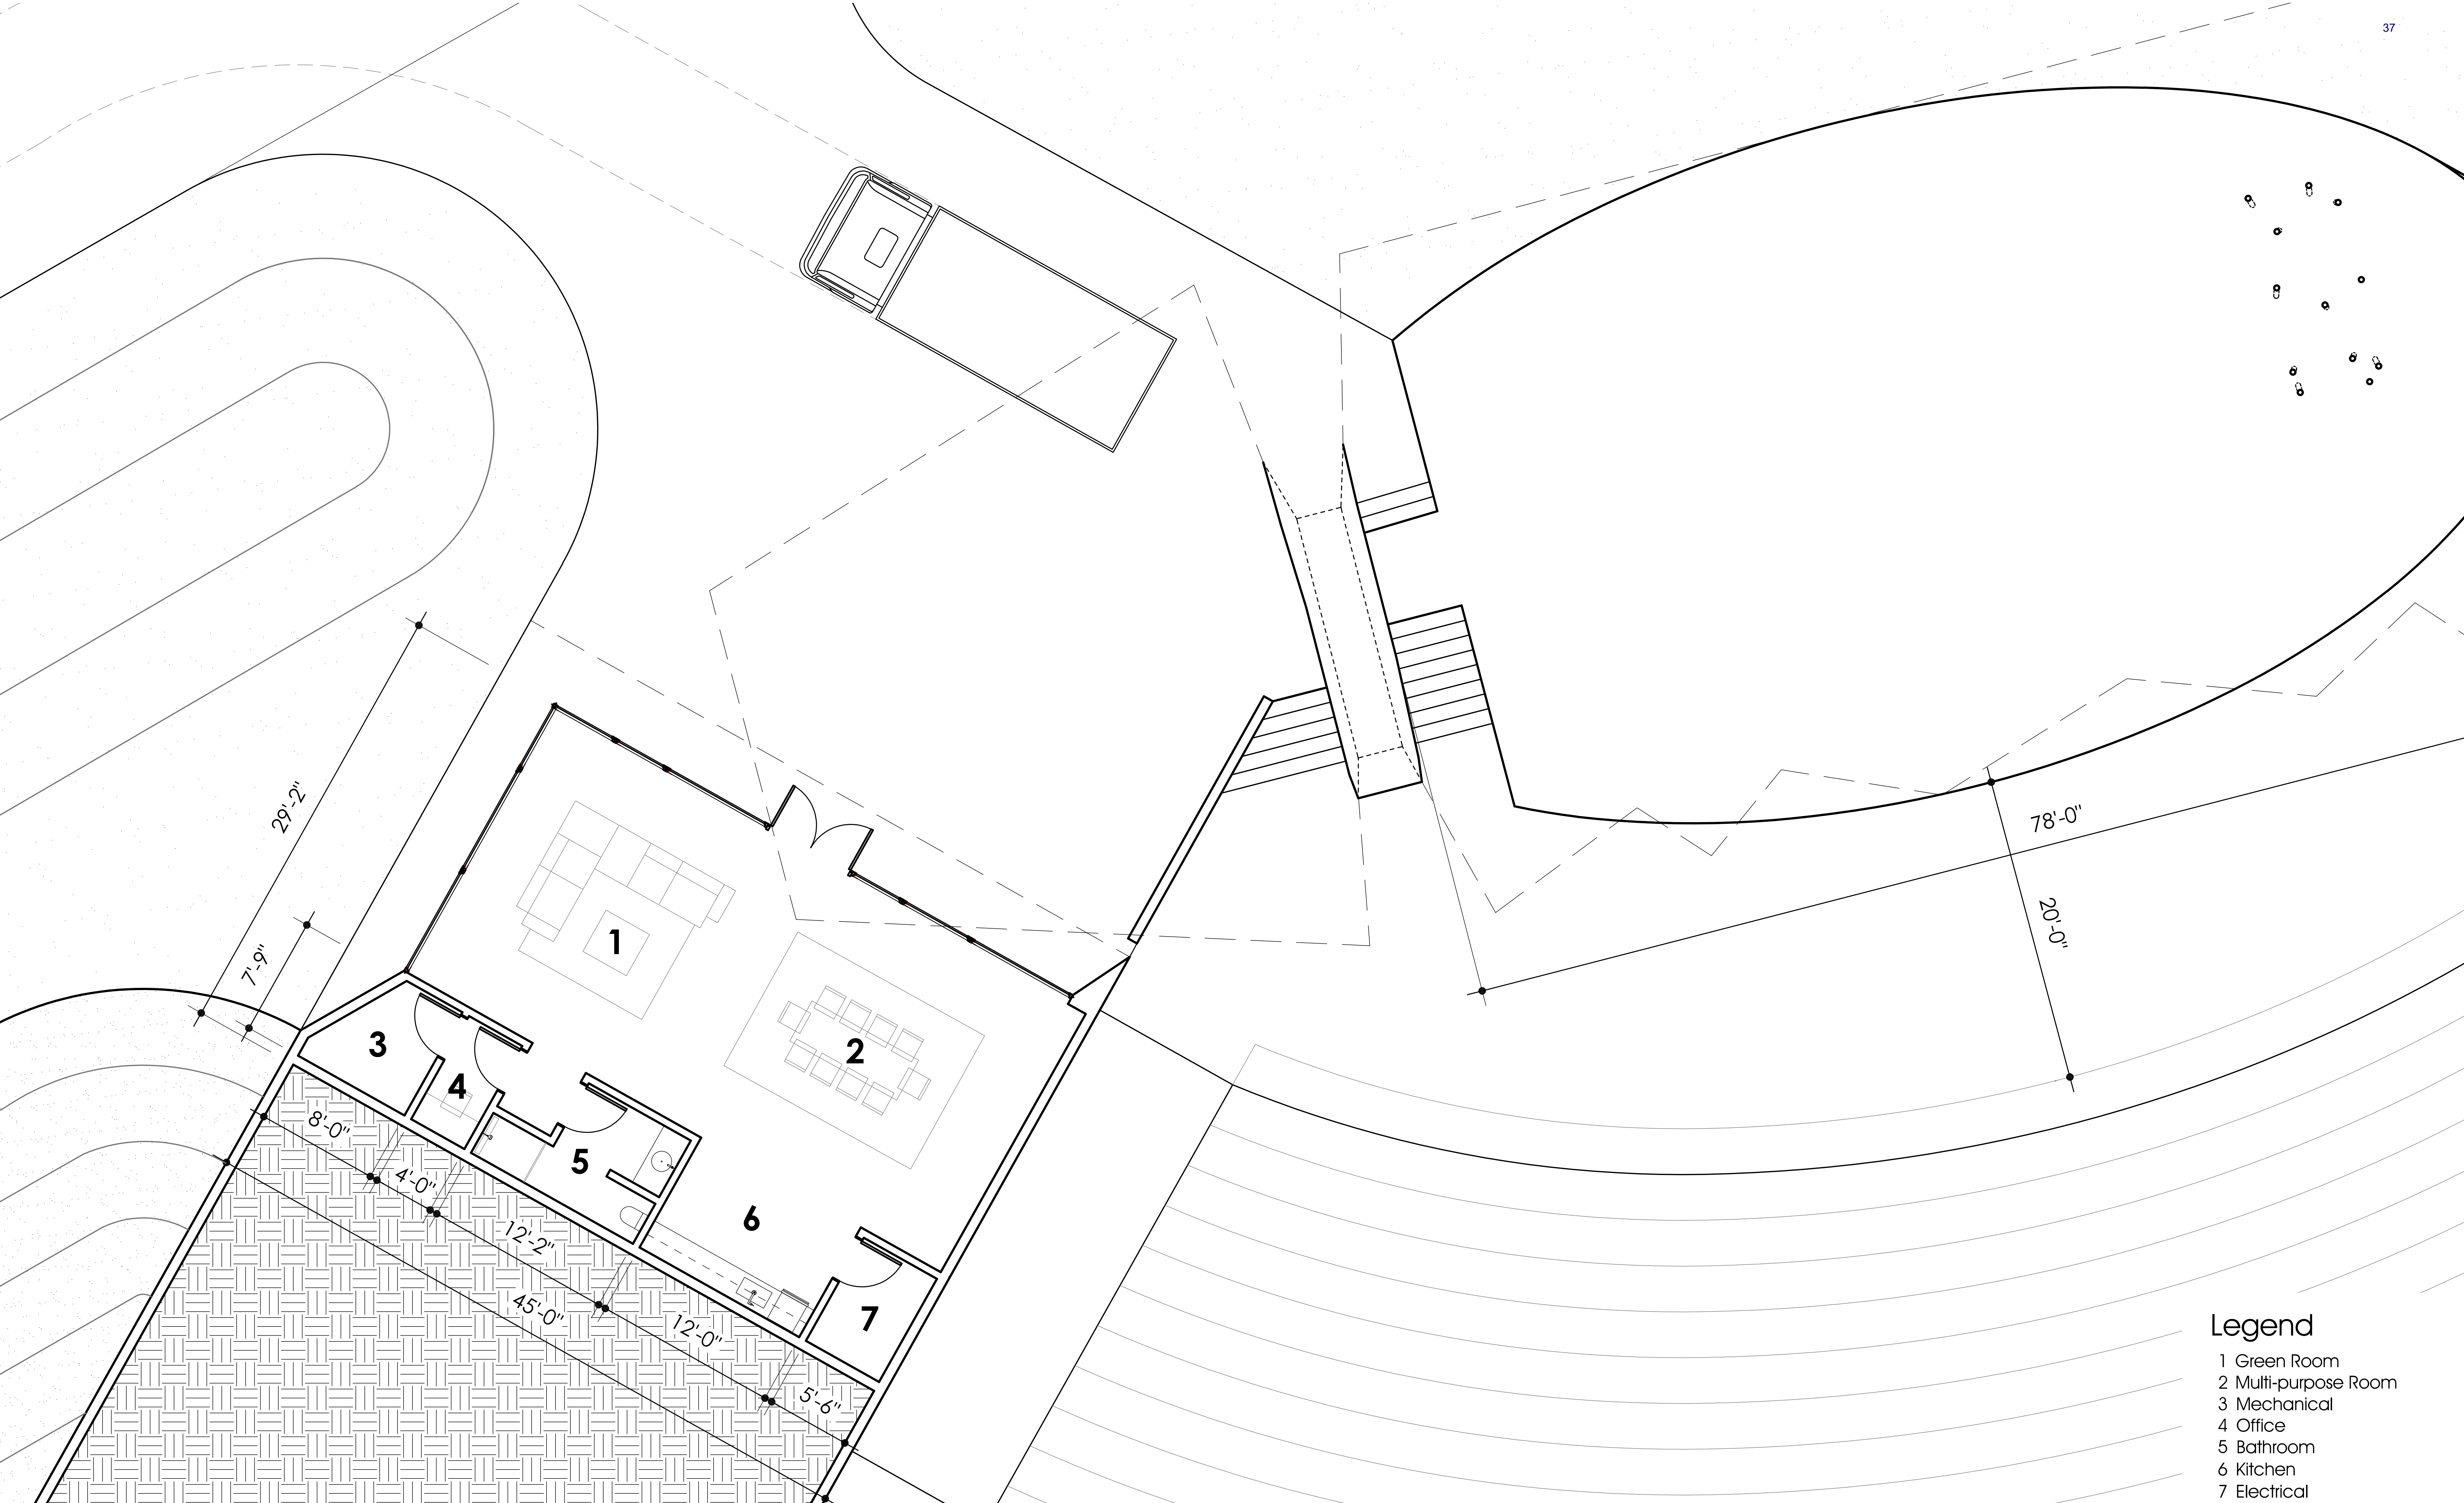 37
29'-2"
7'-9"
78'-0"
20'-0"
1
2
3
4
5
6
7
8'-0"
4'-0"
12'-2"
45'-0"
12'-0"
5'-6"
Legend
1 Green Room
2 Multi-purpose Room
3 Mechanical
4 Office
5 Bathroom
6 Kitchen
7 Electrical